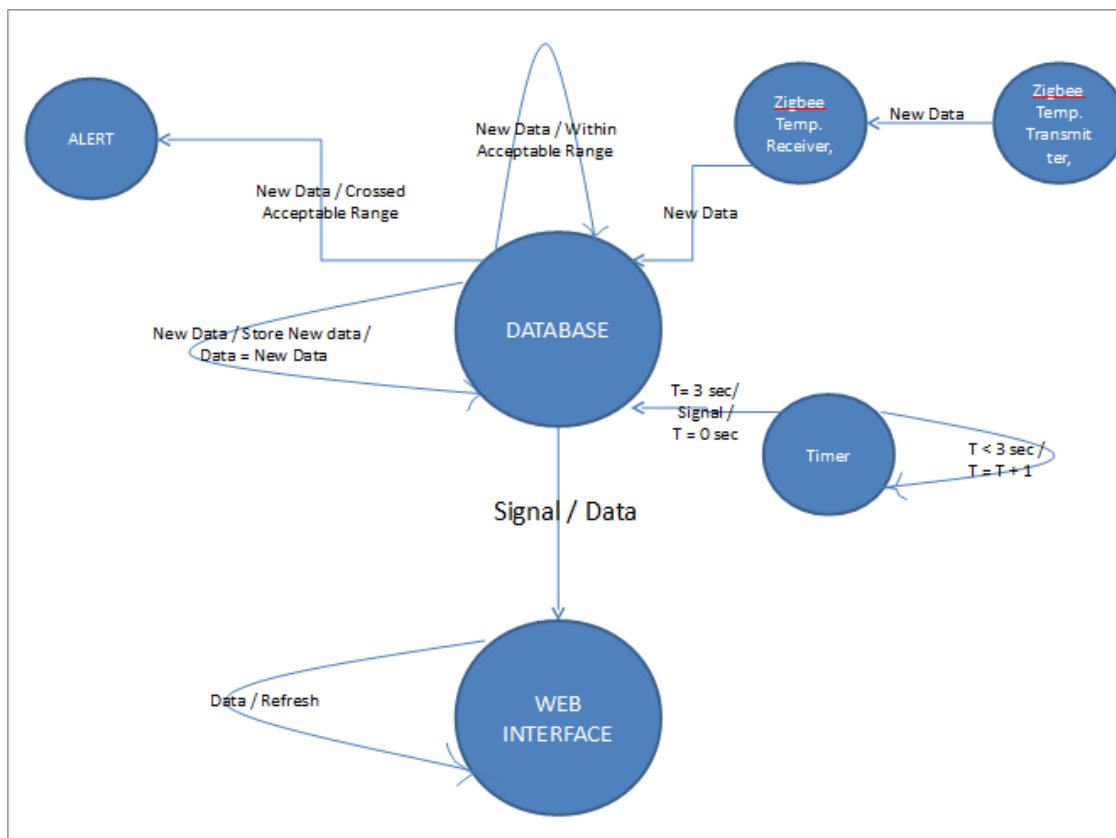 ALERT
New Data / Within
Acceptable Range
Zigbee
Temp.
Receiver,
New Data
Zigbee
Temp.
Transmit
ter,
New Data / Crossed
Acceptable Range
New Data
DATABASE
New Data / Store New data /
Data = New Data
T= 3 sec/
Signal /
T = 0 sec
Timer
T < 3 sec /
T = T + 1
Signal / Data
Data / Refresh
WEB
INTERFACE